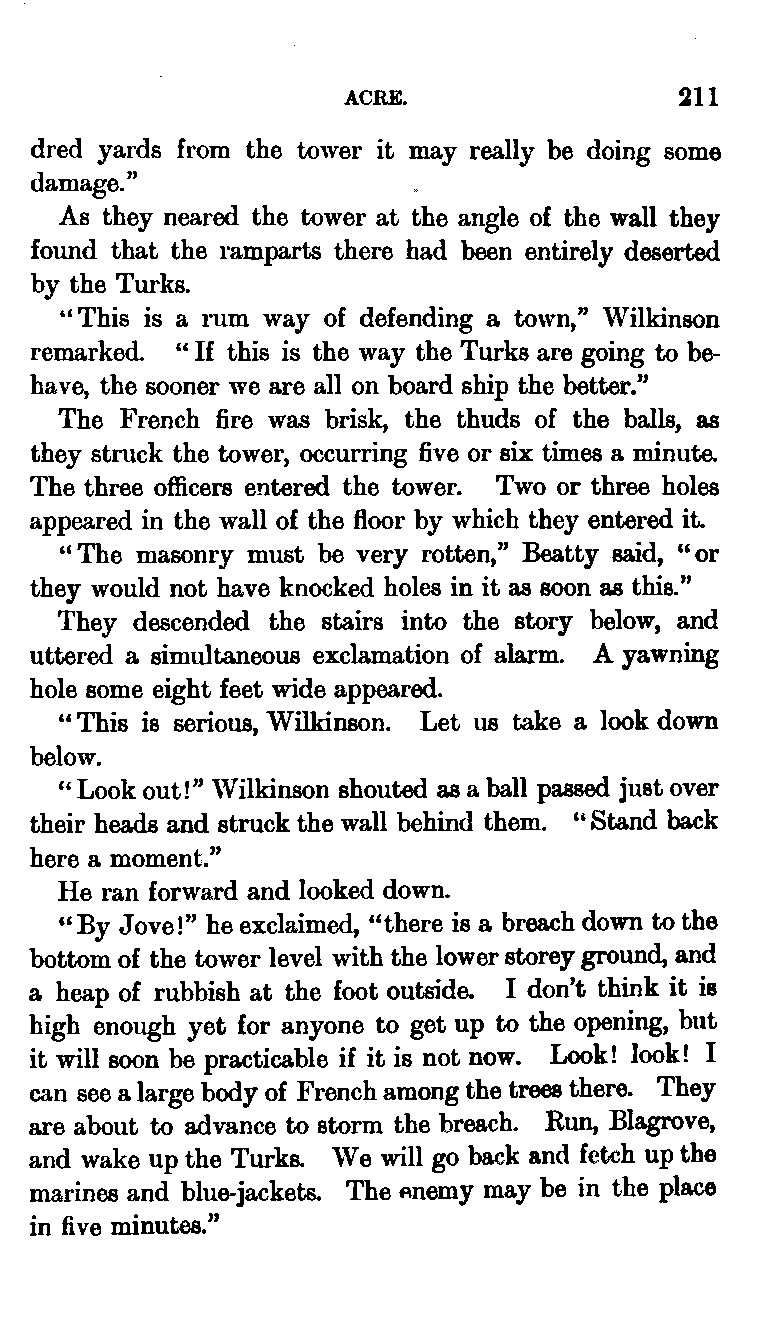 ACRE. 211
dred yards from the tower it may really be doing some
damage.”
As they neared the tower at the angle of the wall they
found that the ramparts there had been entirely deserted
by the Turks.
“This is a rum way of defending a town,” Wilkinson
remarked. “If this is the way the Turks are going to be-
have, the sooner we are all on board ship the better.”
The French fire was brisk, the thuds of the balls, as
they struck the tower, occurring five or six times a minute.
The three officers entered the tower. Two or three holes
appeared in the wall of the floor by which they entered it.
“The masonry must be very rotten,” Beatty said, “or
they would not have knocked holes in it as soon as this.”
They descended the stairs into the story below, and
uttered a simultaneous exclamation of alarm. A yawning
hole some eight feet wide appeared.
“This is serious, Wilkinson. Let us take a look down
below.
“Look out!” Wilkinson shouted as a ball passed just over
their heads and struck the wall behind them. “Stand back
here a moment.”
He ran forward and looked down.
“By Jove!” he exclaimed, “there is a breach down to the
bottom of the tower level with the lower storey ground, and
a heap of rubbish at the foot outside. I don’t think it is
high enough yet for anyone to get up to the opening, but
it will soon be practicable if it is not now. Look! look! I
can see a large body of French among the trees there. They
are about to advance to storm the breach. Run, Blagrove,
and wake up the Turks. We will go back and fetch up the
marines and blue-jackets. The enemy may be in the place
in five minutes.”